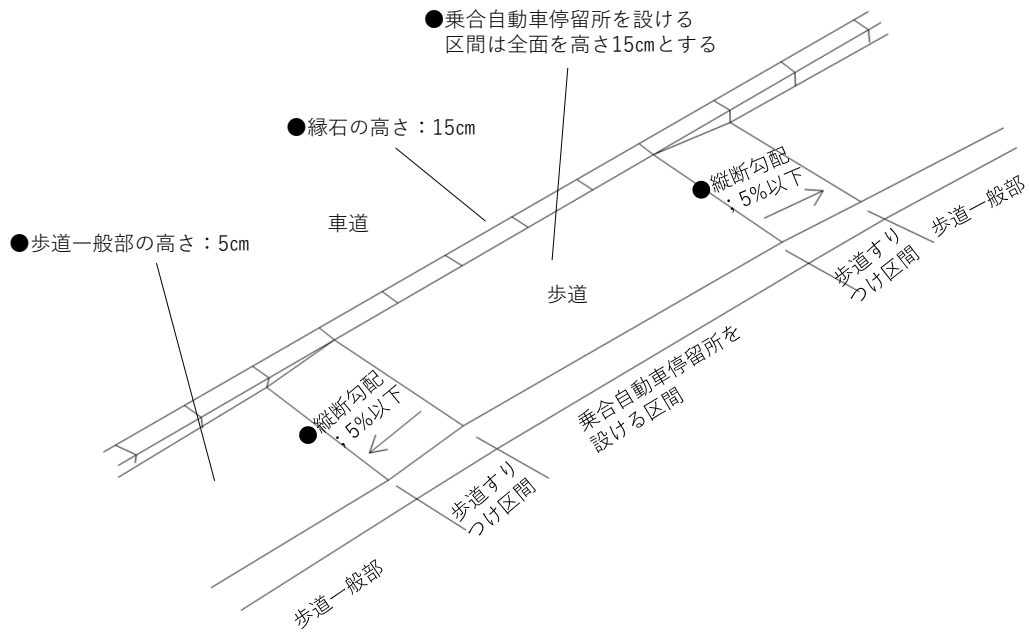 ●乗合自動車停留所を設ける
区間は全面を高さ15㎝とする
●縁石の高さ：15㎝
●縦断勾配
；5%以下
車道
●歩道一般部の高さ：5㎝
歩道一般部
歩道すり
つけ区間
歩道
乗合自動車停留所を
設ける区間
●縦断勾配
；5%以下
歩道すり
つけ区間
歩道一般部